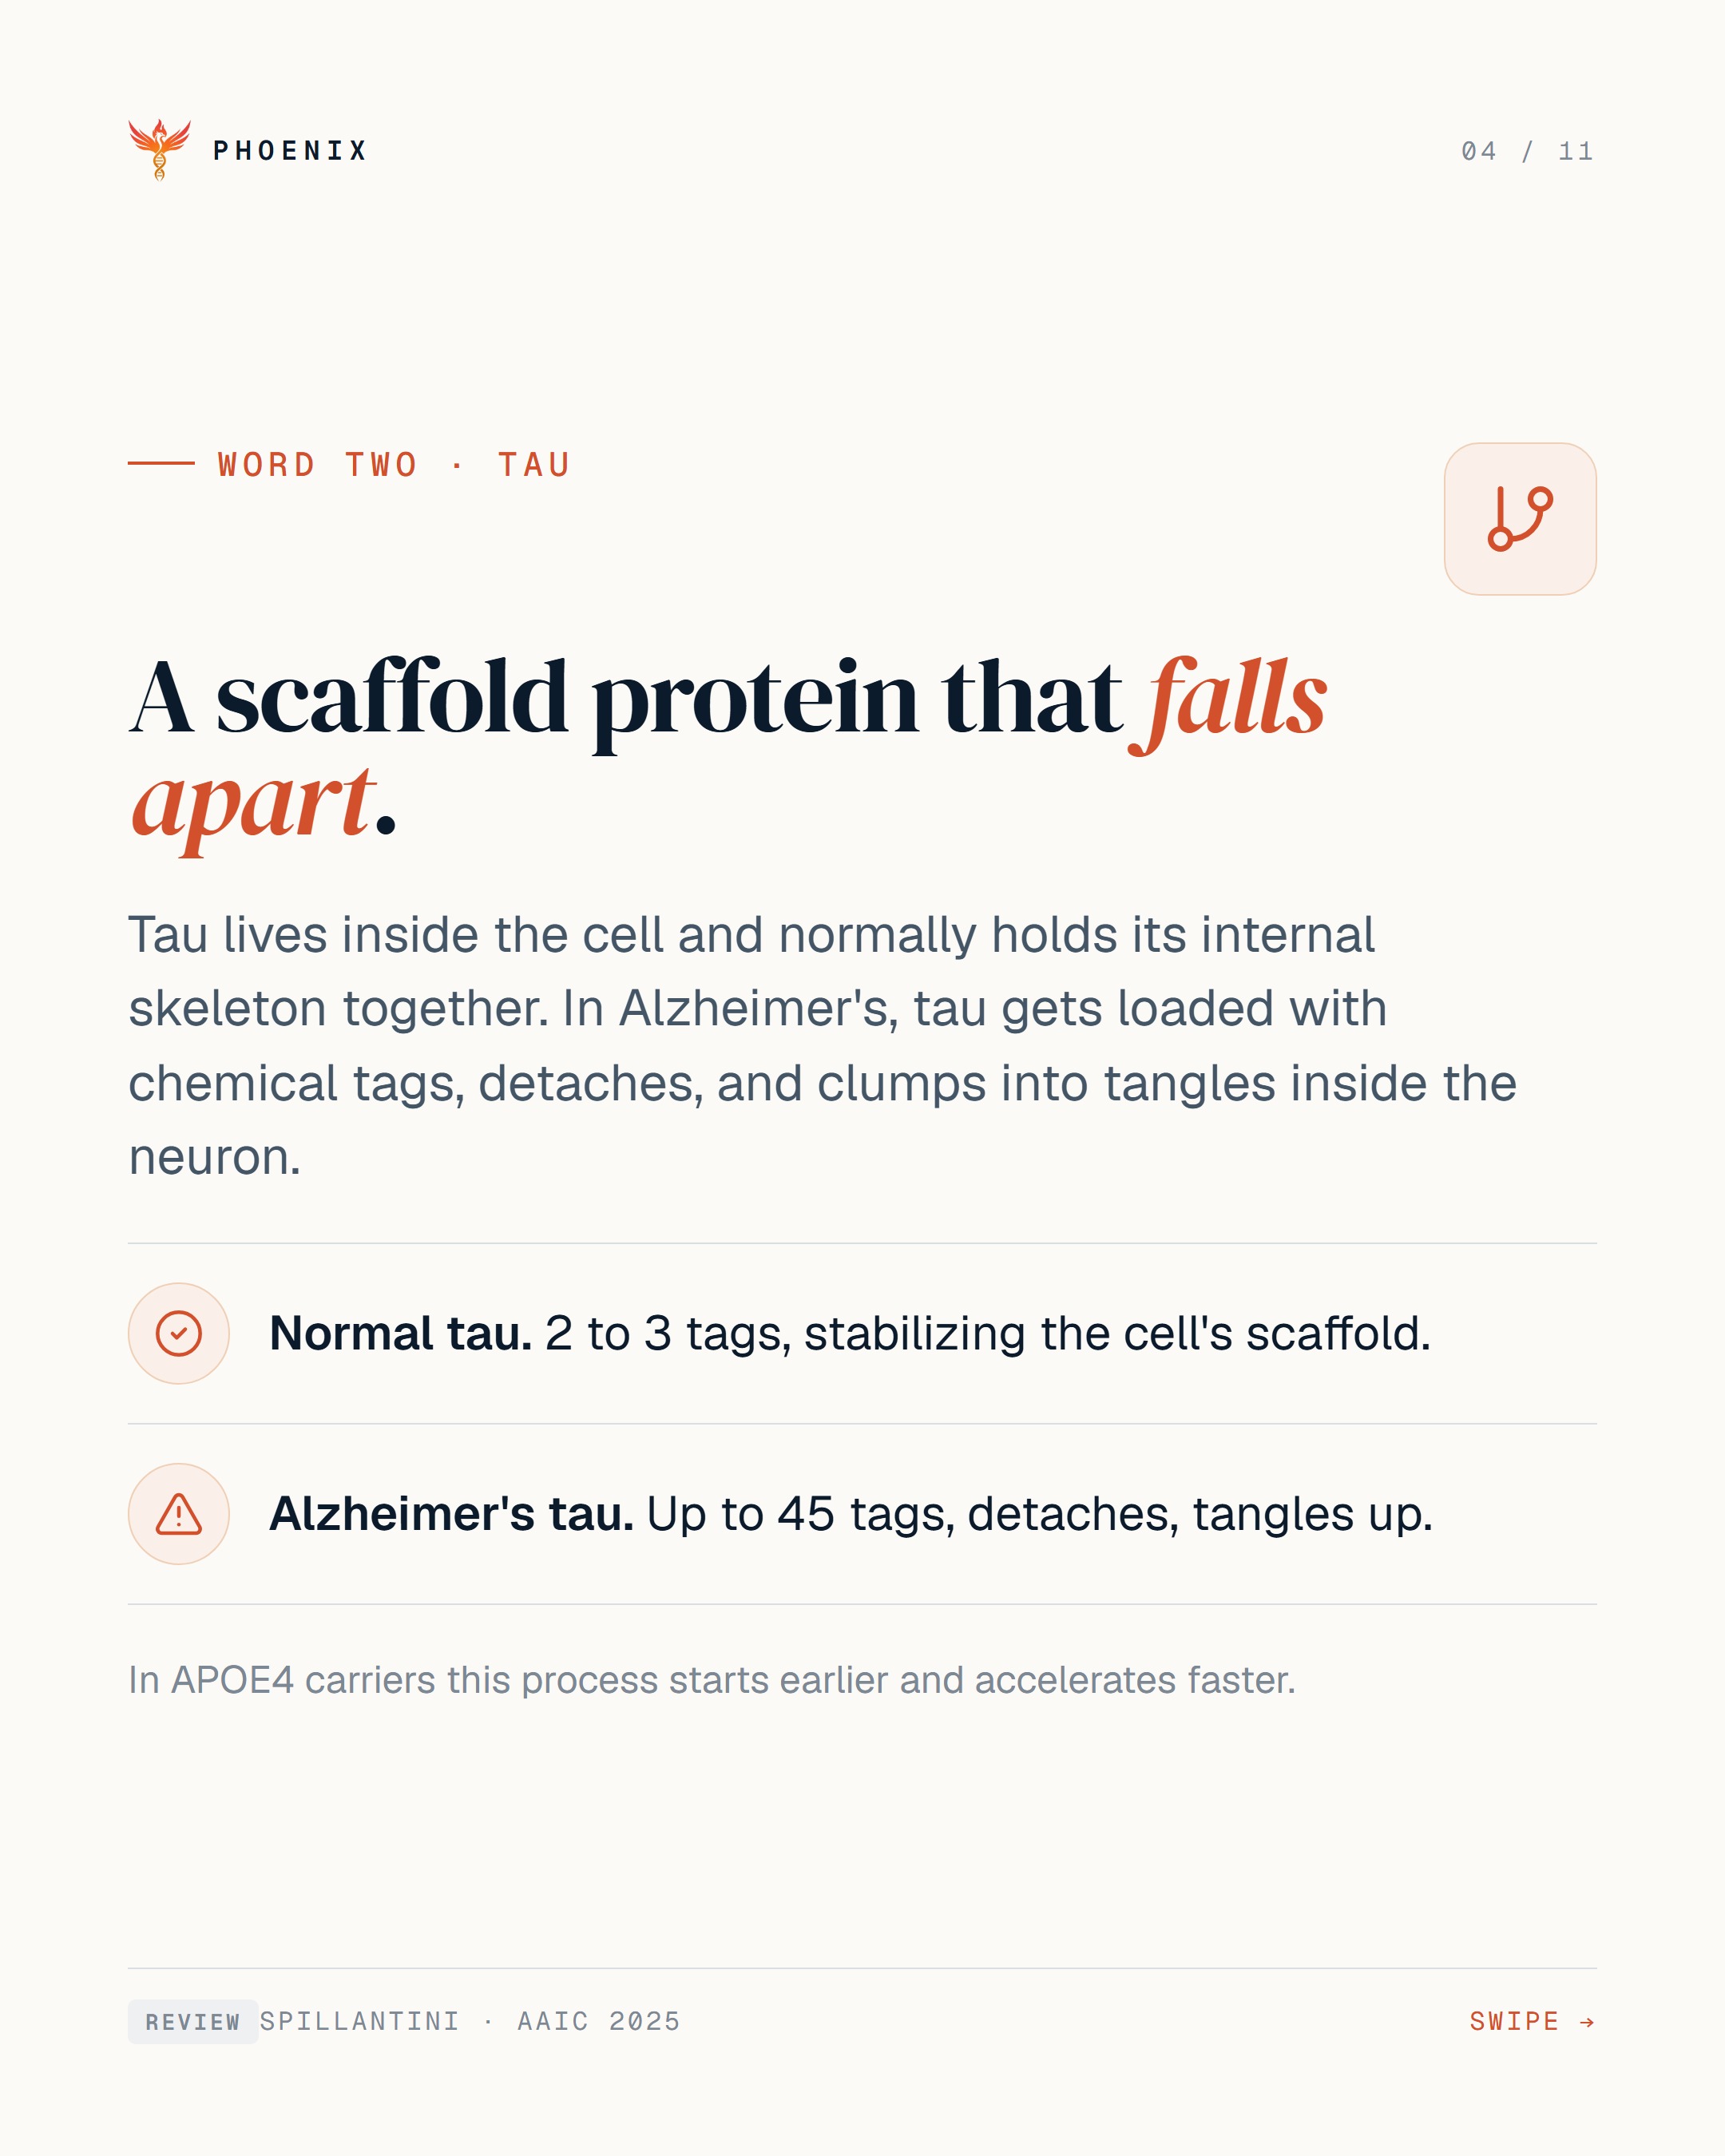 PHOENIX
04 / 11
WORD TWO · TAU
A scaffold protein that falls
apart.
Tau lives inside the cell and normally holds its internal
skeleton together. In Alzheimer's, tau gets loaded with
chemical tags, detaches, and clumps into tangles inside the
neuron.
Normal tau. 2 to 3 tags, stabilizing the cell's scaffold.
Alzheimer's tau. Up to 45 tags, detaches, tangles up.
In APOE4 carriers this process starts earlier and accelerates faster.
REVIEW SPILLANTINI · AAIC 2025
SWIPE →